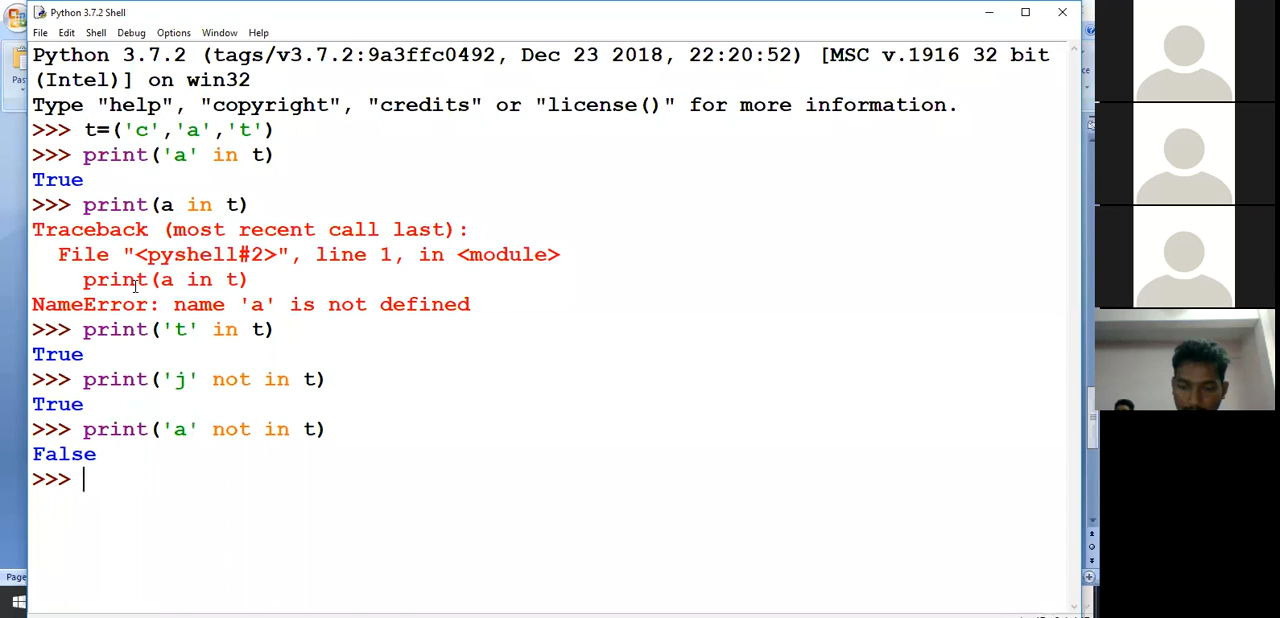 Python 3.7.2 Shell
File Edit Shell Debug Options Window Help
Python 3.7.2 (tags/v3.7.2:9a3ffc0492, Dec 23 2018, 22:20:52) [MSC v.1916 32 bit
(Intel)] on win32
Type "help", "copyright", "credits" or "license()" for more information.
>>> t=('c','a','t')
>>> print('a' in t)
True
>>> print(a in t)
Traceback (most recent call last):
  File "<pyshell#2>", line 1, in <module>
    print(a in t)
NameError: name 'a' is not defined
>>> print('t' in t)
True
>>> print('j' not in t)
True
>>> print('a' not in t)
False
>>>
Pas
Page